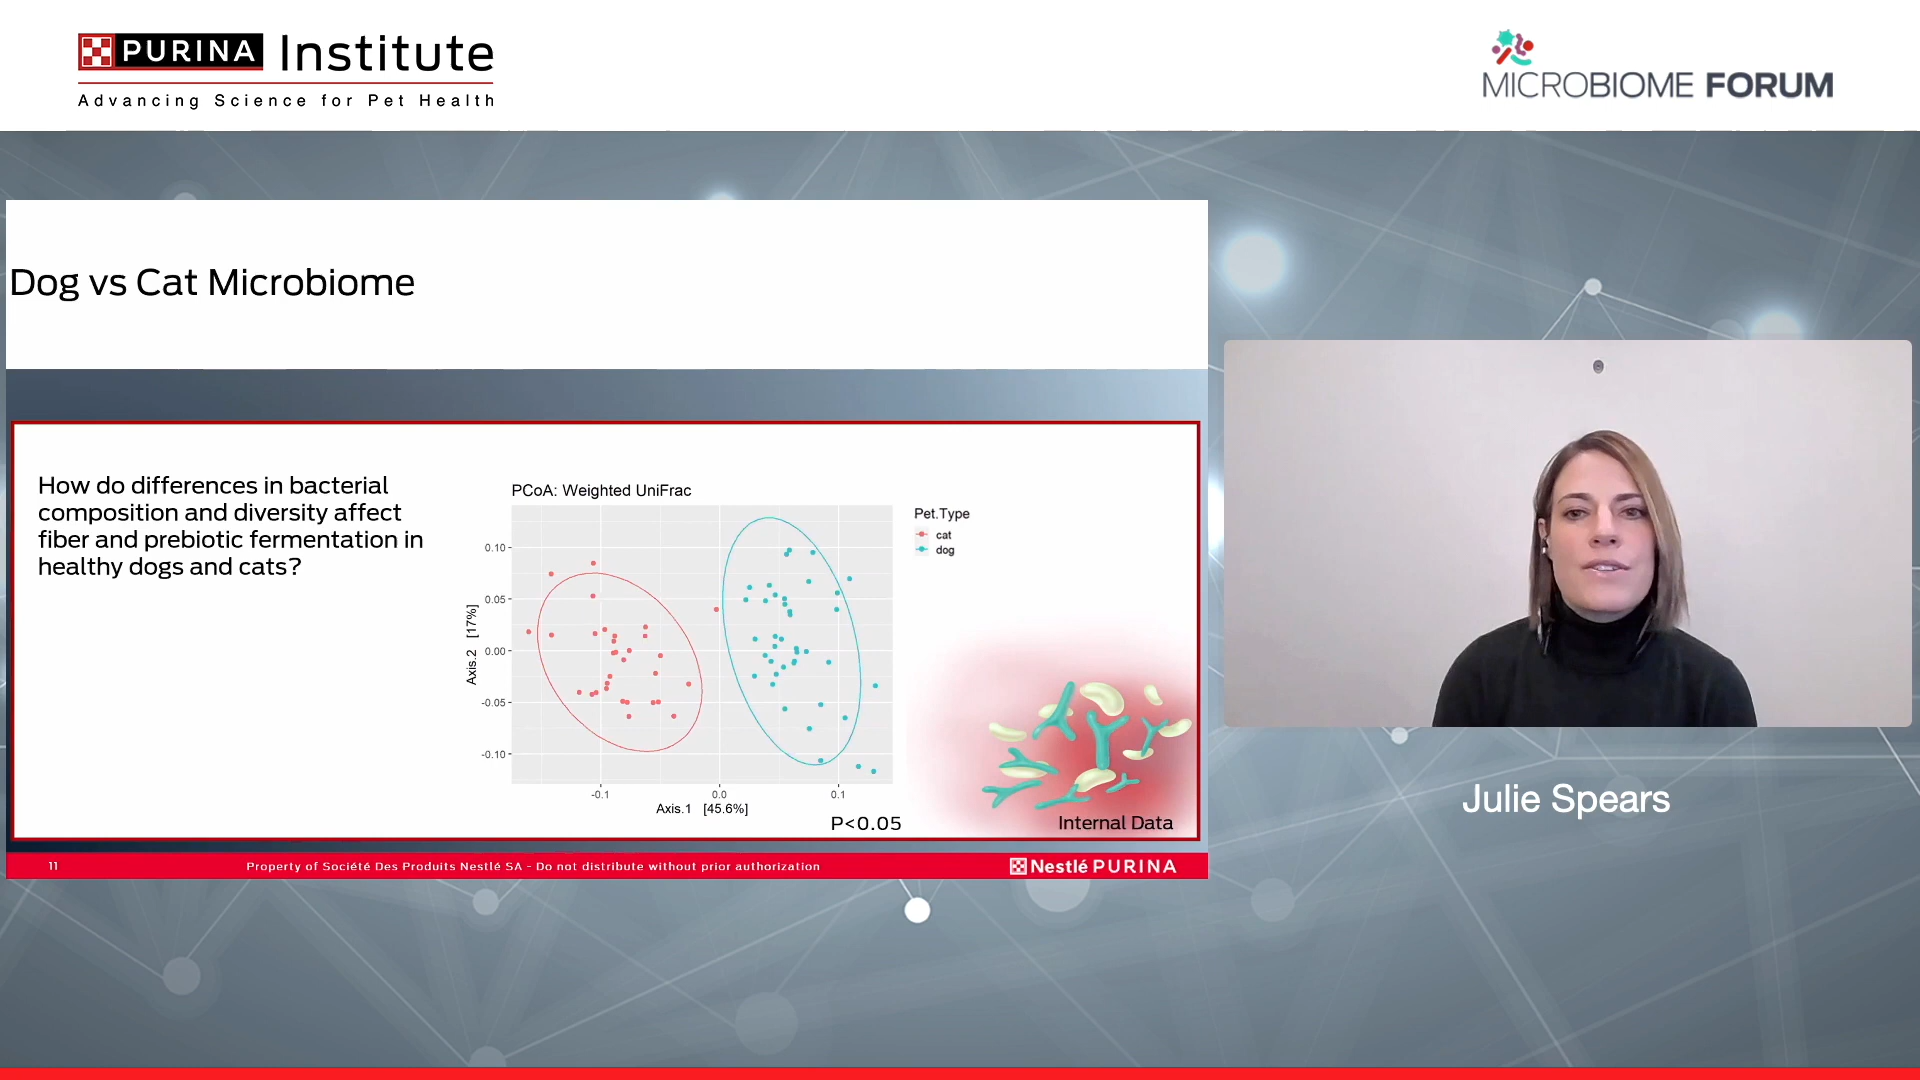 PURINA Institute
Advancing Science for Pet Health
MICROBIOME FORUM
Dog vs Cat Microbiome
How do differences in bacterial
composition and diversity affect
fiber and prebiotic fermentation in
healthy dogs and cats?
PCoA: Weighted UniFrac
Pet.Type
cat
dog
Axis.2 [17%]
0.10
0.05
0.00
-0.05
-0.10
-0.1
0.0
0.1
Axis.1 [45.6%]
P<0.05
Internal Data
11
Property of Société Des Produits Nestlé SA - Do not distribute without prior authorization
Nestlé PURINA
Julie Spears